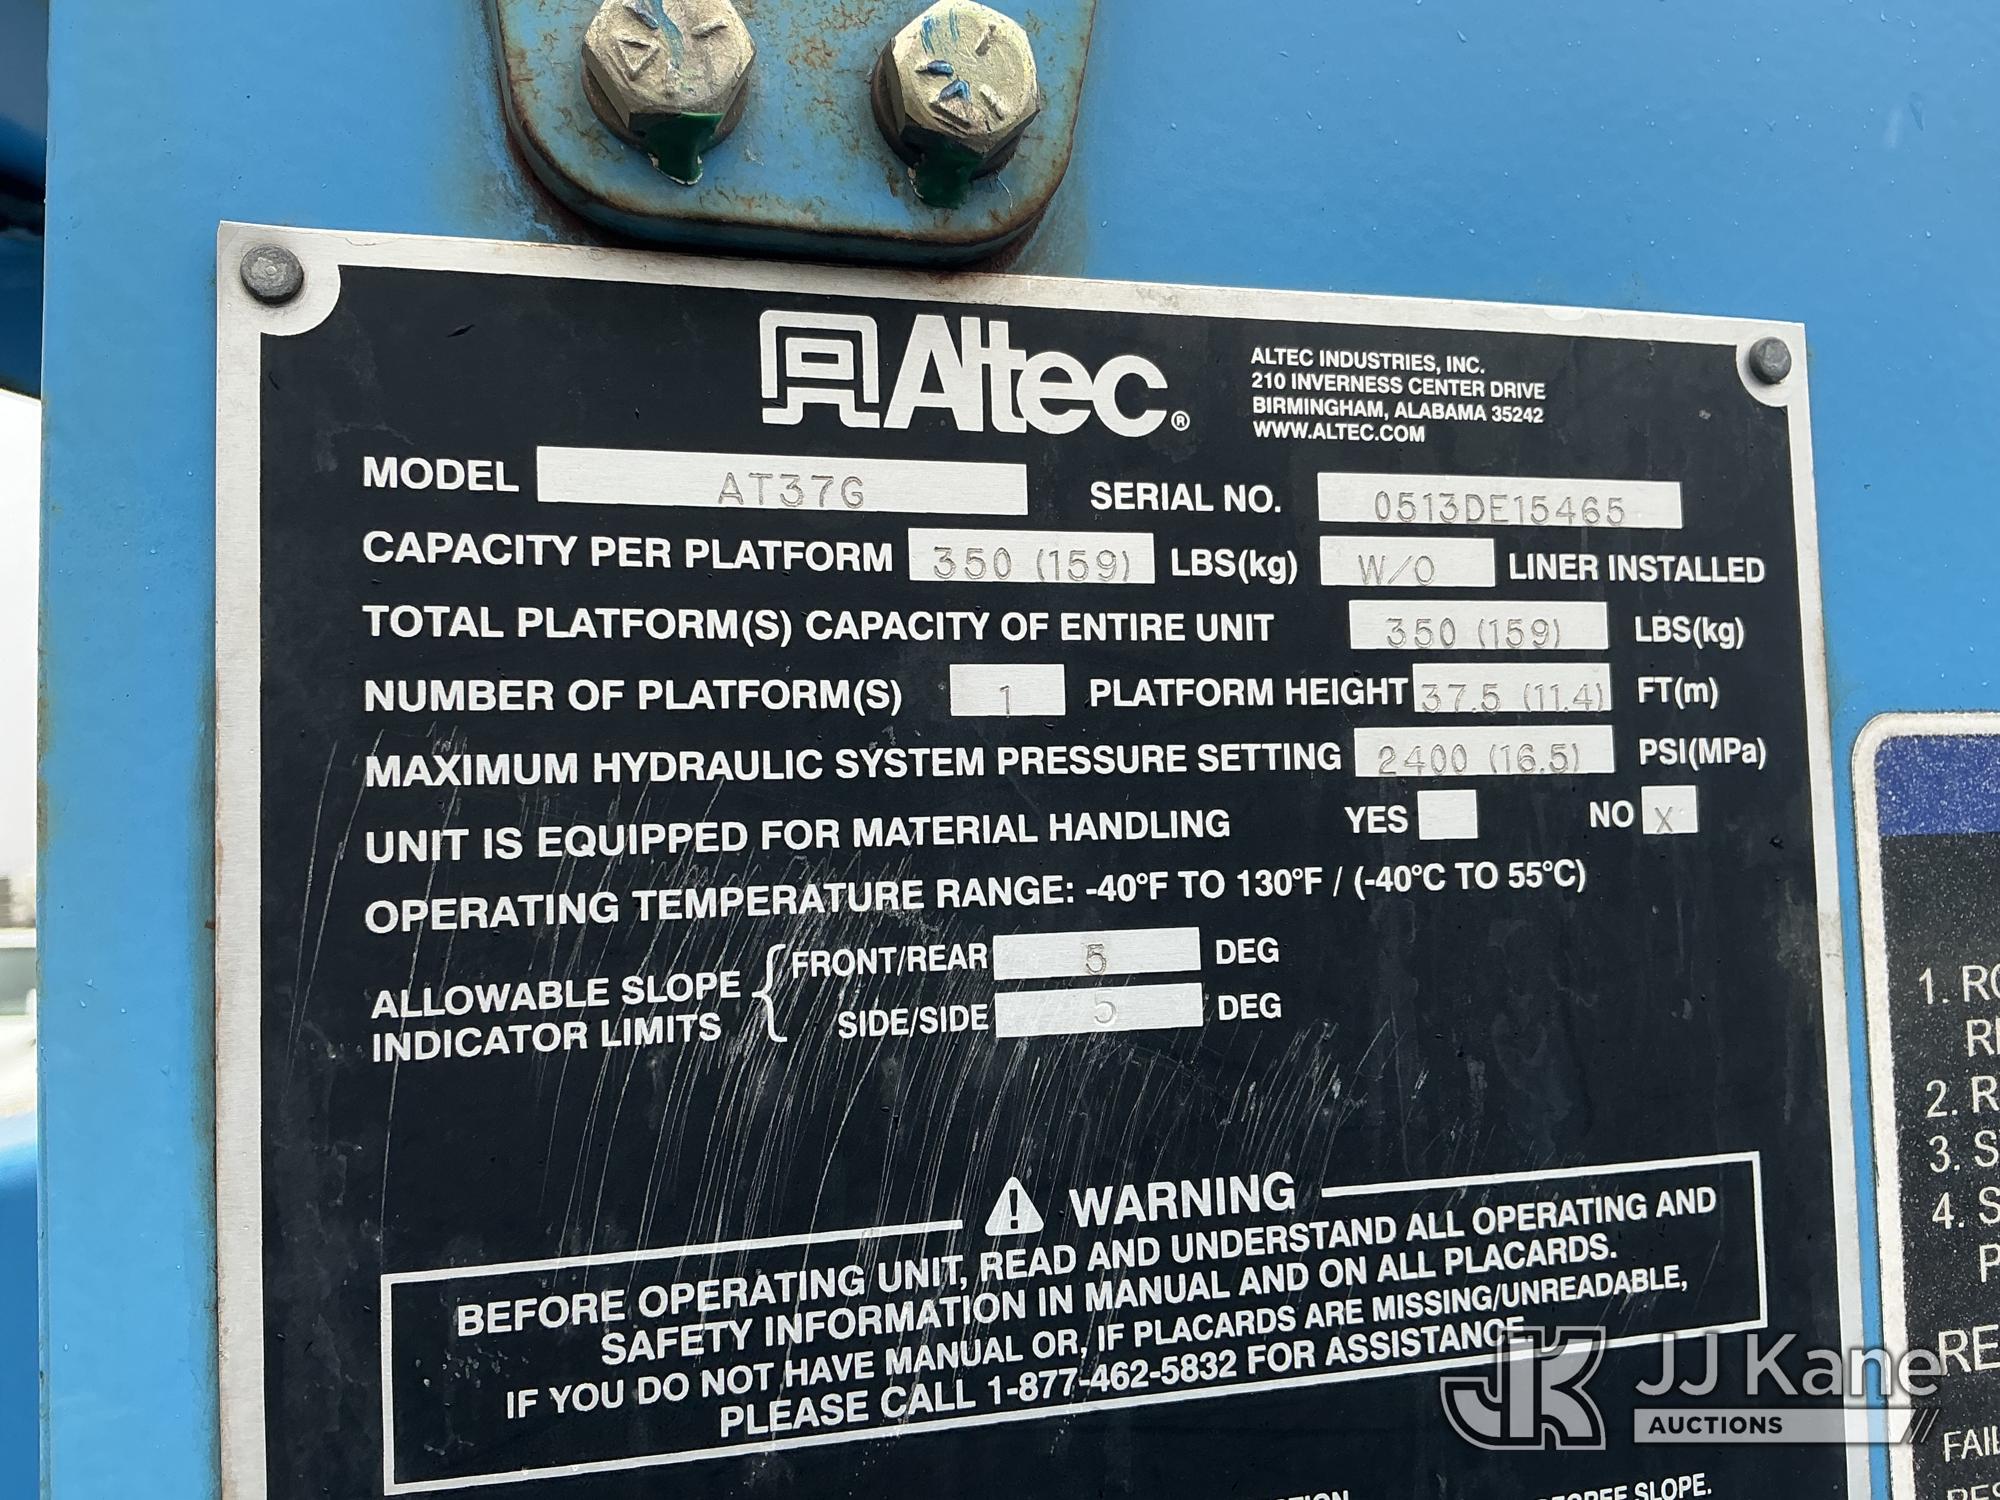 Altec®
ALTEC INDUSTRIES, INC.
210 INVERNESS CENTER DRIVE
BIRMINGHAM, ALABAMA 35242
WWW.ALTEC.COM
MODEL AT37G SERIAL NO. 0513DE15465
CAPACITY PER PLATFORM 350 (159) LBS(kg) W/O LINER INSTALLED
TOTAL PLATFORM(S) CAPACITY OF ENTIRE UNIT 350 (159) LBS(kg)
NUMBER OF PLATFORM(S) 1 PLATFORM HEIGHT 37.5 (11.4) FT(m)
MAXIMUM HYDRAULIC SYSTEM PRESSURE SETTING 2400 (16.5) PSI(MPa)
UNIT IS EQUIPPED FOR MATERIAL HANDLING YES NO X
OPERATING TEMPERATURE RANGE: -40°F TO 130°F / (-40°C TO 55°C)
ALLOWABLE SLOPE INDICATOR LIMITS
FRONT/REAR 5 DEG
SIDE/SIDE 5 DEG
WARNING
BEFORE OPERATING UNIT, READ AND UNDERSTAND ALL OPERATING AND
SAFETY INFORMATION IN MANUAL AND ON ALL PLACARDS.
IF YOU DO NOT HAVE MANUAL OR, IF PLACARDS ARE MISSING/UNREADABLE,
PLEASE CALL 1-877-462-5832 FOR ASSISTANCE
SLOPE.
1.
2.
3.
4.
JK JJ Kane
AUCTIONS